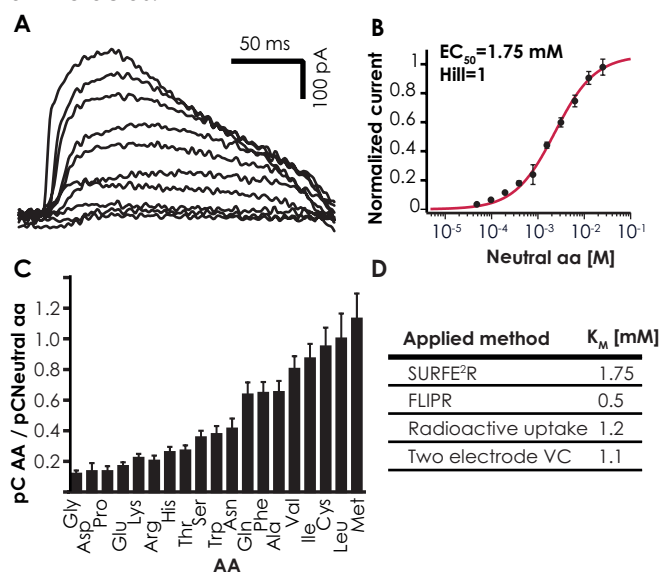 A
50 ms
100 pA
B
EC50=1.75 mM
Hill=1
Normalized current
1
0.8
0.6
0.4
0.2
0
10-5 10-4 10-3 10-2 10-1
Neutral aa [M]
C
pC AA / pCNeutral aa
1.2
1.0
0.8
0.6
0.4
0.2
Gly Asp Pro Glu Lys Arg His Thr Ser Trp Asn Gln Phe Ala Val Ile Cys Leu Met
AA
D
Applied method KM [mM]
SURFE2R 1.75
FLIPR 0.5
Radioactive uptake 1.2
Two electrode VC 1.1